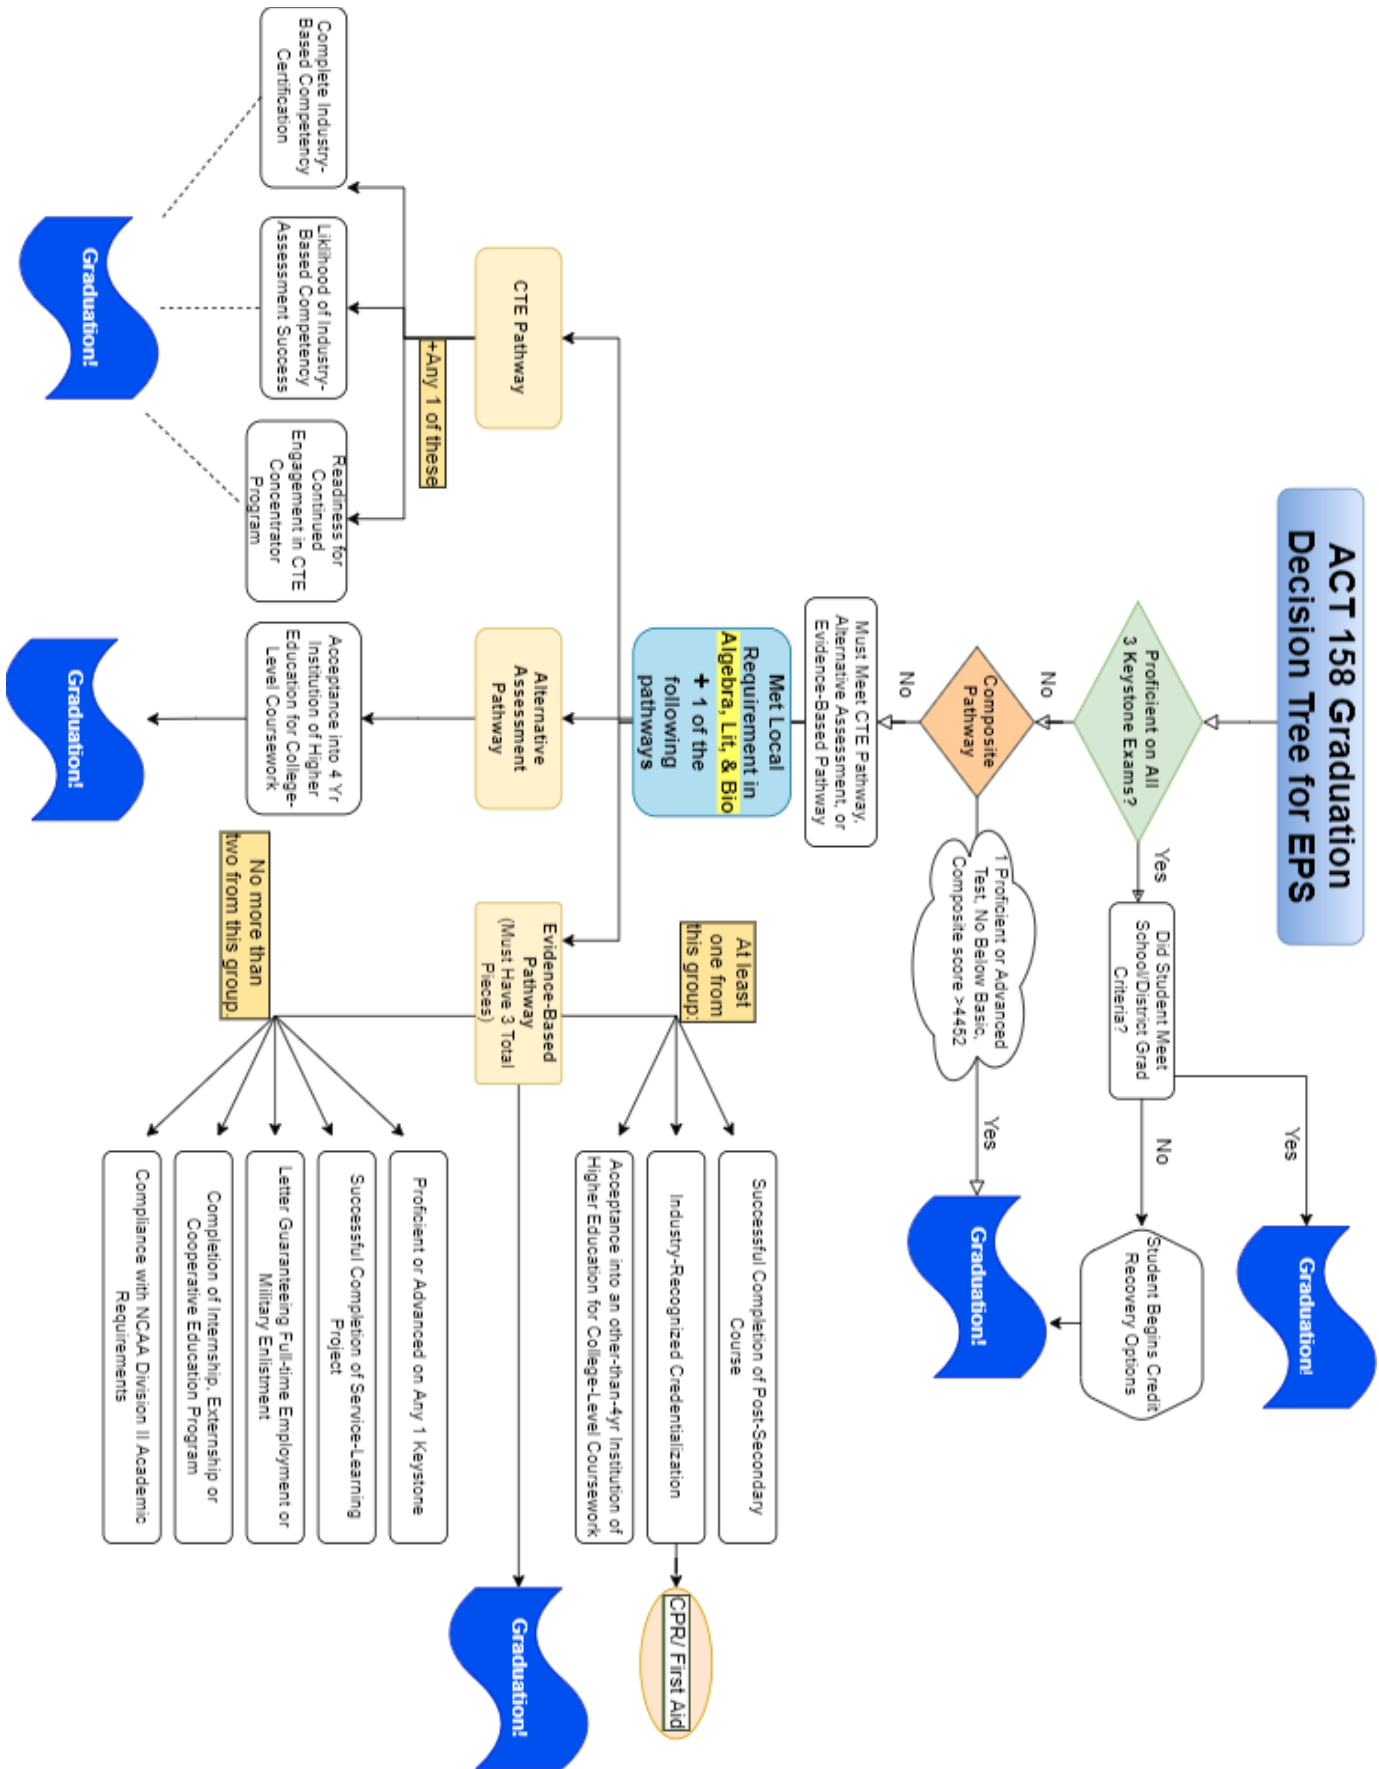 ACT 158 Graduation
Decision Tree for EPS
Proficient on All
3 Keystone Exams?
Yes
Did Student Meet
School/District Grad
Criteria?
Yes
Graduation!
No
Student Begins Credit
Recovery Options
No
Composite
Pathway
1 Proficient or Advanced
Test, No Below Basic,
Composite score >4452
Yes
Graduation!
No
Must Meet CTE Pathway,
Alternative Assessment, or
Evidence-Based Pathway
Met Local
Requirement in
Algebra, Lit, & Bio
+ 1 of the
following
pathways
CTE Pathway
+Any 1 of these
Complete Industry-
Based Competency
Certification
Liklihood of Industry-
Based Competency
Assessment Success
Readiness for
Continued
Engagement in CTE
Concentrator
Program
Graduation!
Alternative
Assessment
Pathway
Acceptance into 4 Yr
Institution of Higher
Education for College-
Level Coursework
Graduation!
Evidence-Based
Pathway
(Must Have 3 Total
Pieces)
At least
one from
this group:
Successful Completion of Post-Secondary
Course
Industry-Recognized Credentialization
CPR/ First Aid
Acceptance into an other-than-4yr Institution of
Higher Education for College-Level Coursework
Graduation!
No more than
two from this group.
Proficient or Advanced on Any 1 Keystone
Successful Completion of Service-Learning
Project
Letter Guaranteeing Full-time Employment or
Military Enlistment
Completion of Internship, Externship or
Cooperative Education Program
Compliance with NCAA Division II Academic
Requirements